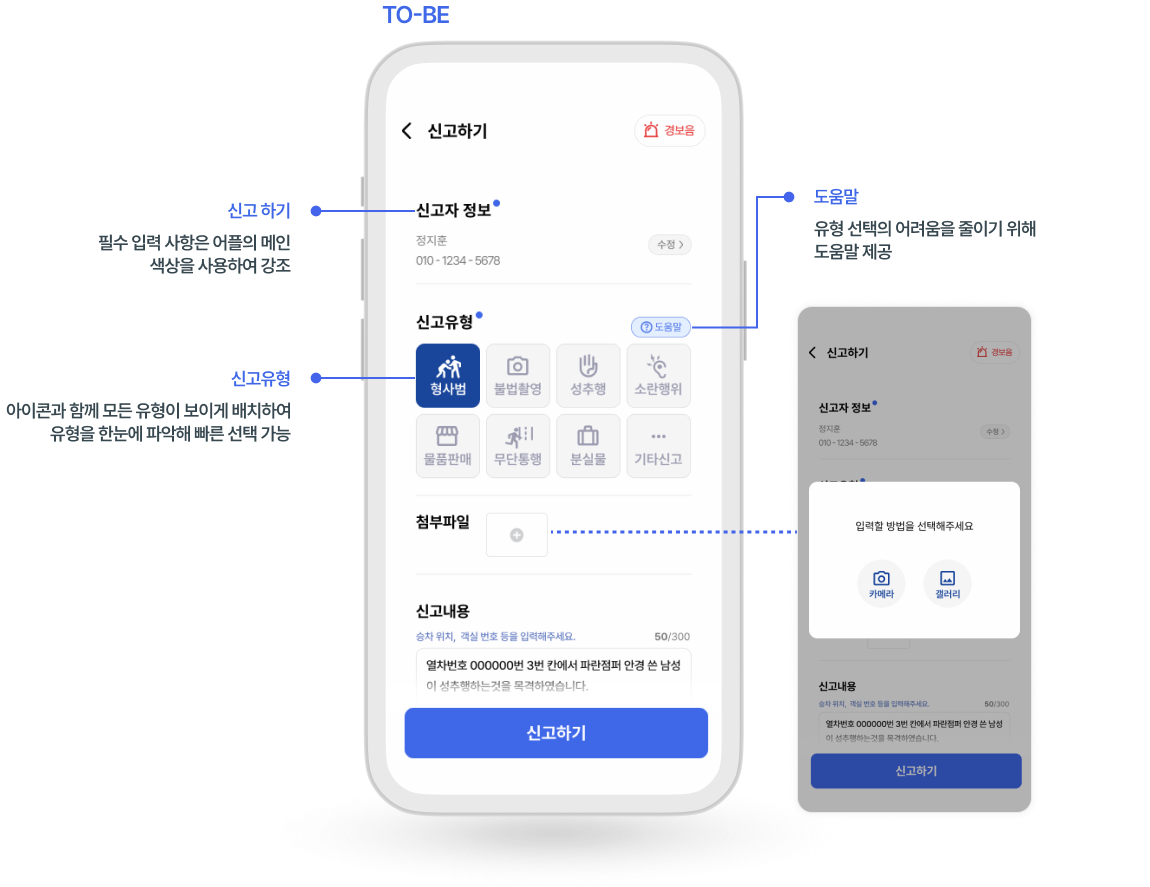 TO-BE
신고하기
경보음
신고 하기
필수 입력 사항은 어플의 메인
색상을 사용하여 강조
신고자 정보
정지훈
010-1234-5678
수정
도움말
유형 선택의 어려움을 줄이기 위해
도움말 제공
신고유형
도움말
신고유형
아이콘과 함께 모든 유형이 보이게 배치하여
유형을 한눈에 파악해 빠른 선택 가능
형사범
불법촬영
성추행
소란행위
물품판매
무단통행
분실물
기타신고
첨부파일
신고내용
승차 위치, 객실 번호 등을 입력해주세요.
50/300
열차번호 000000번 3번 칸에서 파란점퍼 안경 쓴 남성
이 성추행하는것을 목격하였습니다.
신고하기
신고하기
경보음
신고자 정보
정지훈
010-1234-5678
수정
입력할 방법을 선택해주세요
카메라
갤러리
신고내용
승차 위치, 객실 번호 등을 입력해주세요.
50/300
열차번호 000000번 3번 칸에서 파란점퍼 안경 쓴 남성
이 성추행하는것을 목격하였습니다.
신고하기